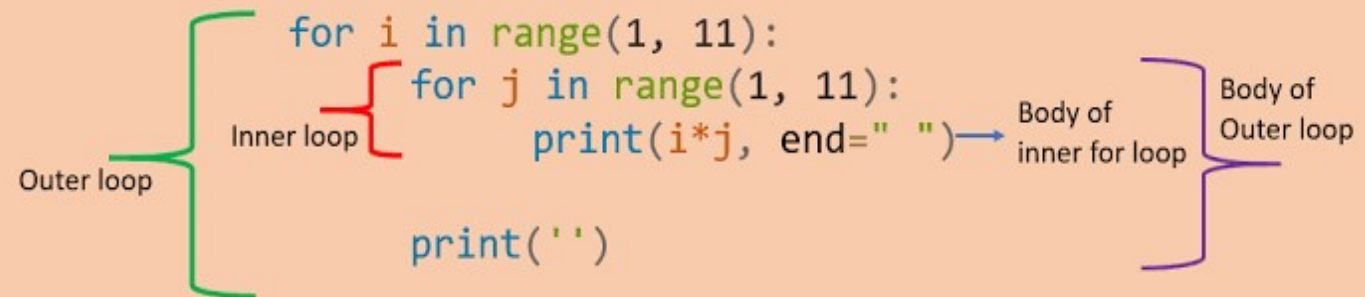 for i in range(1, 11):
for j in range(1, 11):
print(i*j, end=" ")
print('')
Outer loop
Inner loop
Body of
inner for loop
Body of
Outer loop